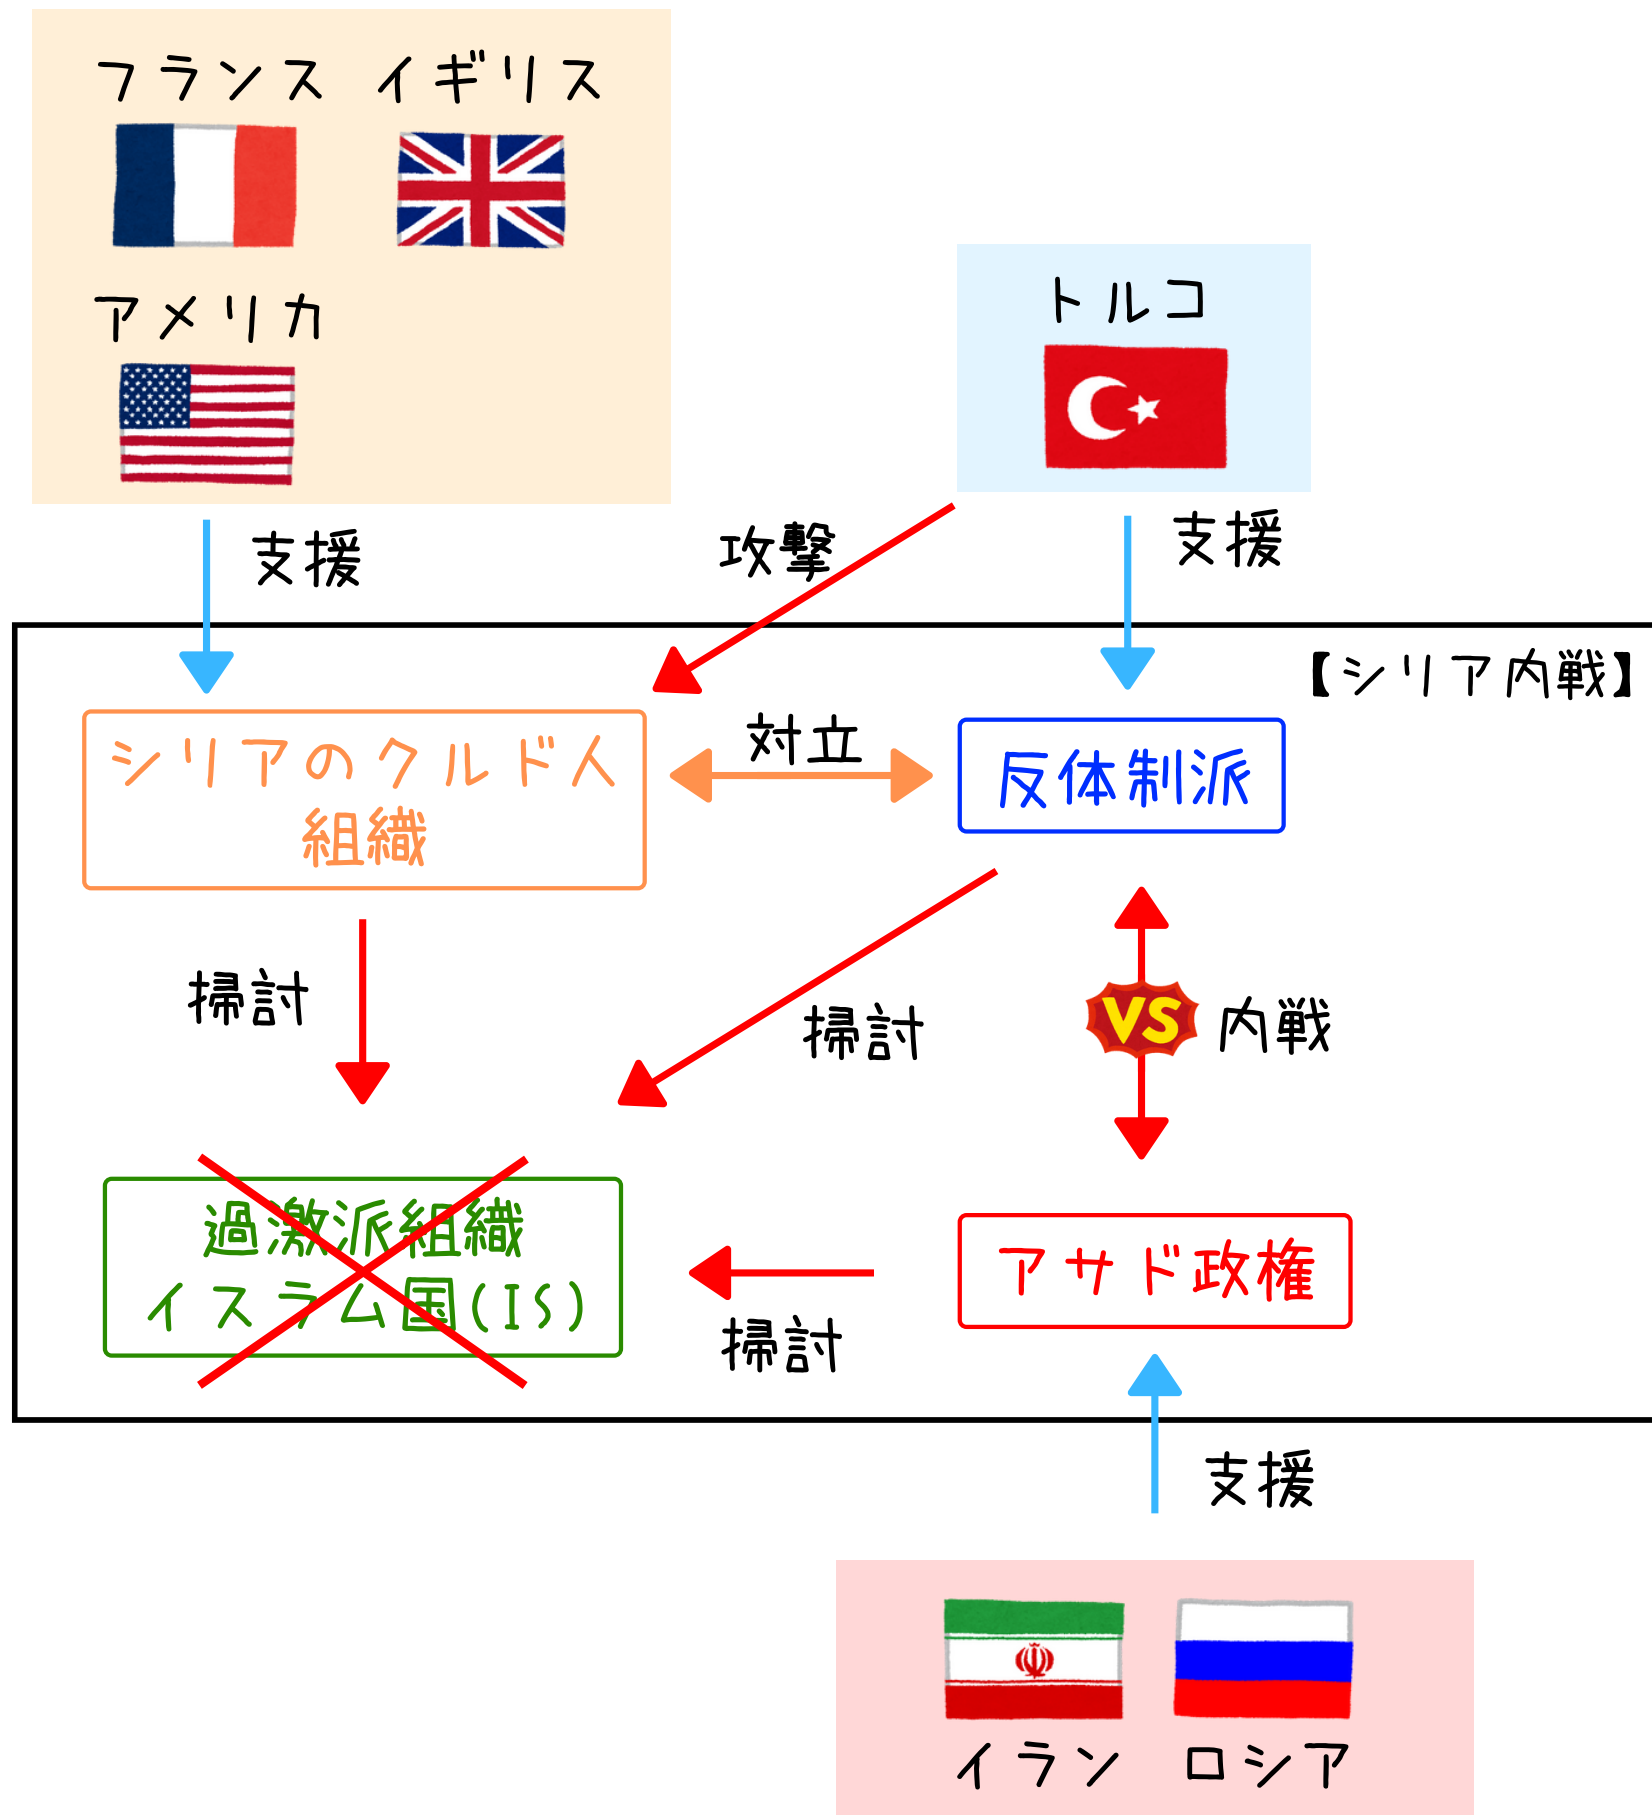 フランス イギリス
アメリカ
トルコ
支援
攻撃
支援
【シリア内戦】
シリアのクルド人
組織
対立
反体制派
掃討
掃討
VS
内戦
過激派組織
イスラム国(IS)
掃討
アサド政権
支援
イラン ロシア